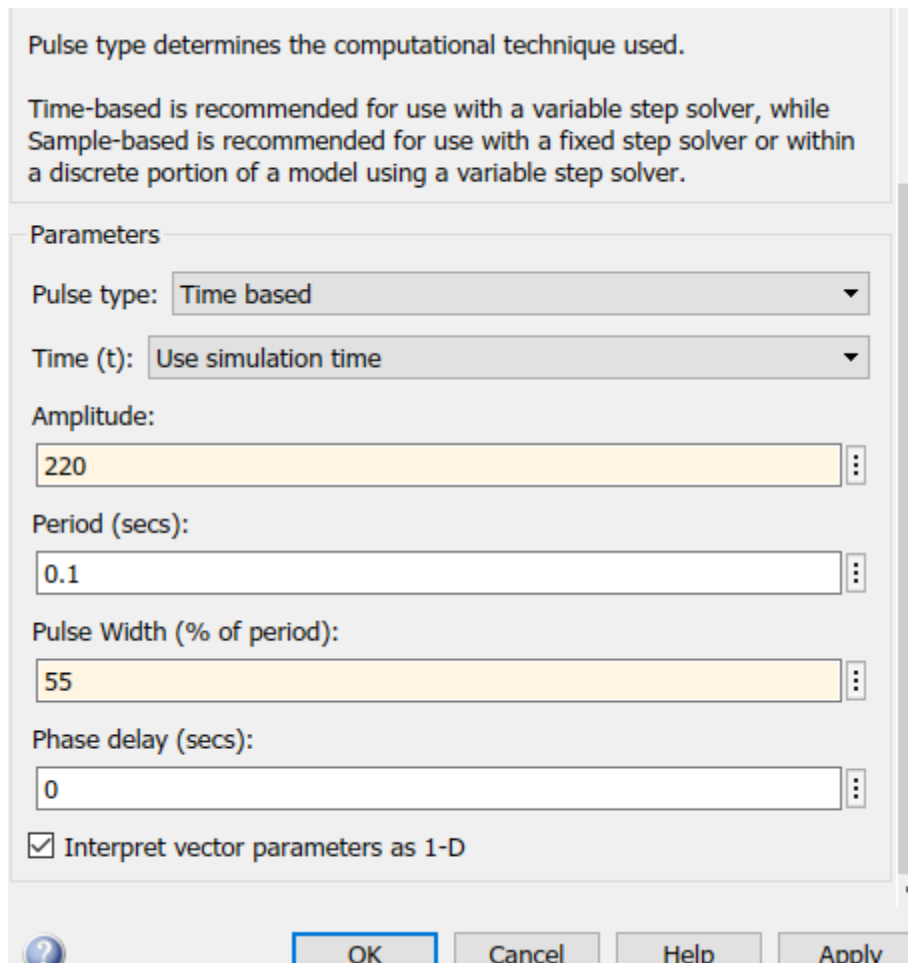 Pulse type determines the computational technique used.
Time-based is recommended for use with a variable step solver, while
Sample-based is recommended for use with a fixed step solver or within
a discrete portion of a model using a variable step solver.
Parameters
Pulse type: Time based
Time (t): Use simulation time
Amplitude:
220
Period (secs):
0.1
Pulse Width (% of period):
55
Phase delay (secs):
0
Interpret vector parameters as 1-D
? OK Cancel Help Apply